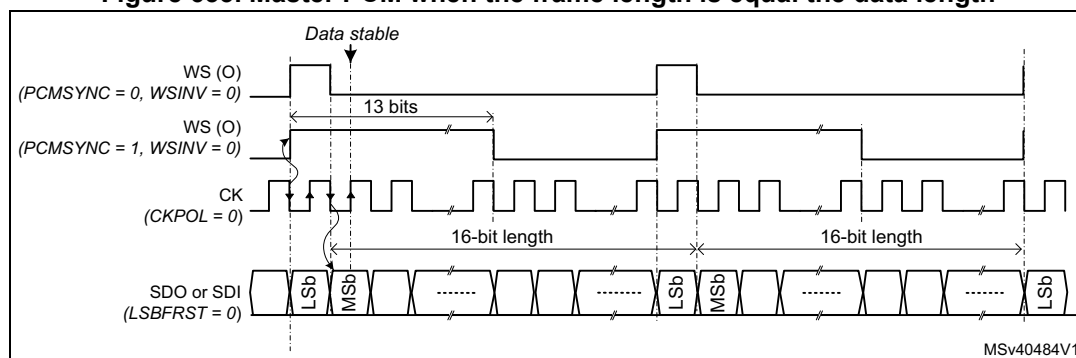 Figure 683. Master PCM when the frame length is equal the data length
Data stable
WS (O)
(PCMSYNC = 0, WSINV = 0)
13 bits
WS (O)
(PCMSYNC = 1, WSINV = 0)
CK
(CKPOL = 0)
16-bit length
16-bit length
SDO or SDI
(LSBFRST = 0)
LSb
MSb
LSb
MSb
LSb
MSv40484V1